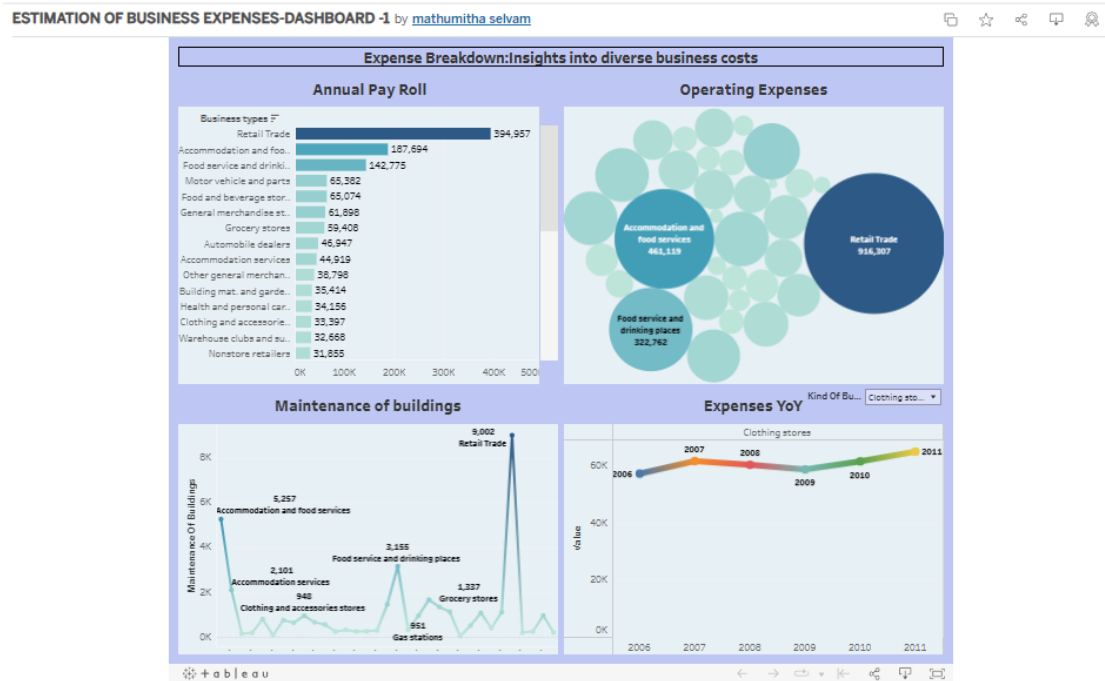 ESTIMATION OF BUSINESS EXPENSES-DASHBOARD -1 by mathumitha selvam
Expense Breakdown:Insights into diverse business costs
Annual Pay Roll
Business types
Retail Trade 394,957
Accommodation and foo.. 187,694
Food service and drinki.. 142,775
Motor vehicle and parts 65,382
Food and beverage stor.. 65,074
General merchandise st.. 61,898
Grocery stores 59,408
Automobile dealers 46,947
Accommodation services 44,919
Other general merchan.. 38,798
Building mat. and garde.. 35,414
Health and personal car.. 34,156
Clothing and accessorie.. 33,397
Warehouse clubs and su.. 32,668
Nonstore retailers 31,855
0K 100K 200K 300K 400K 500
Operating Expenses
Accommodation and
food services
461,119
Retail Trade
916,307
Food service and
drinking places
322,762
Maintenance of buildings
Maintenance Of Buildings
8K
6K
4K
2K
0K
9,002
Retail Trade
5,257
Accommodation and food services
3,155
Food service and drinking places
2,101
Accommodation services
948
Clothing and accessories stores
1,337
Grocery stores
951
Gas stations
Expenses YoY
Kind Of Bu... Clothing sto...
Clothing stores
Value
60K
40K
20K
0K
2006
2007
2008
2009
2010
2011
2006 2007 2008 2009 2010 2011
+ a b l e a u